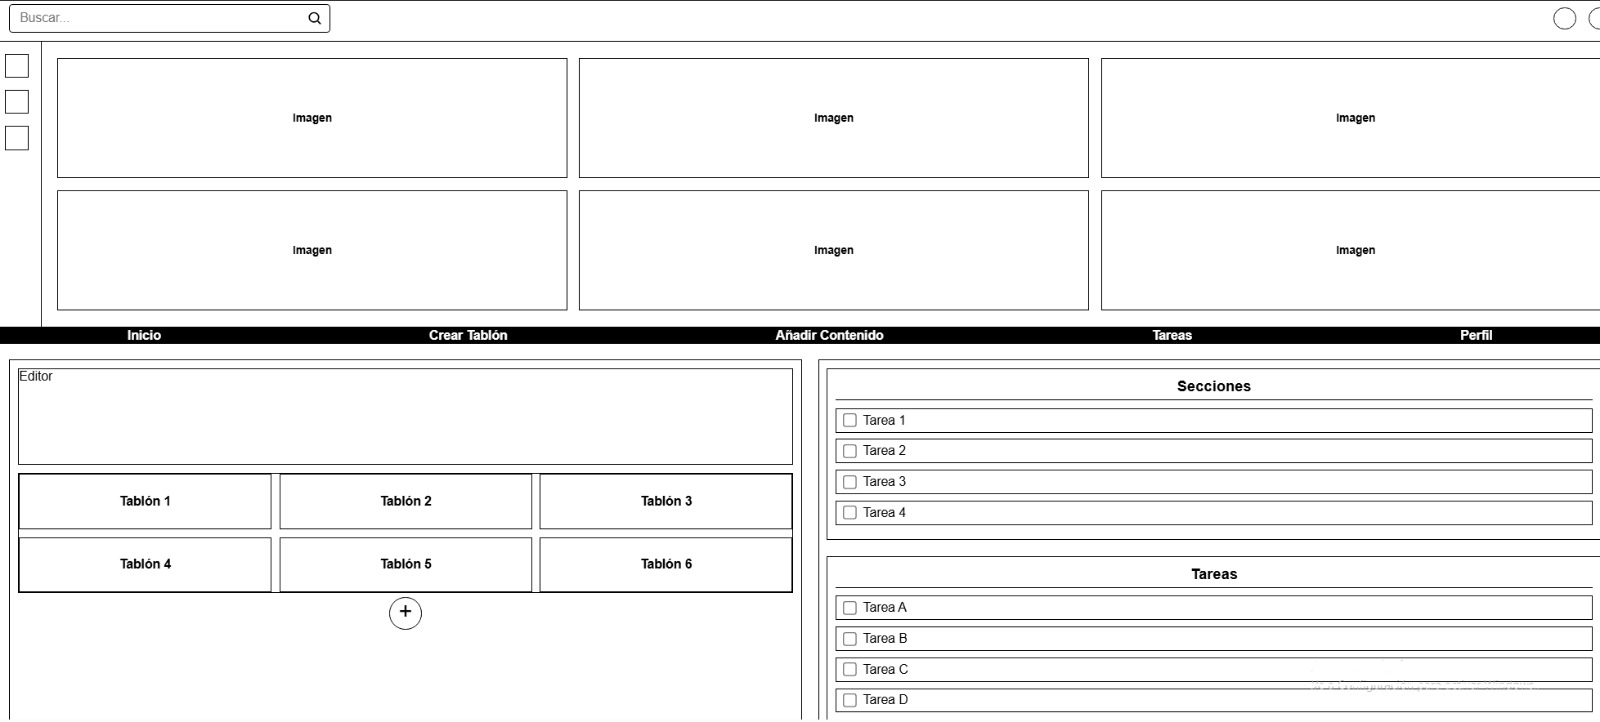 Buscar...
Imagen
Imagen
Imagen
Imagen
Imagen
Imagen
Inicio
Crear Tablón
Añadir Contenido
Tareas
Perfil
Editor
Tablón 1
Tablón 2
Tablón 3
Tablón 4
Tablón 5
Tablón 6
+
Secciones
Tarea 1
Tarea 2
Tarea 3
Tarea 4
Tareas
Tarea A
Tarea B
Tarea C
Tarea D